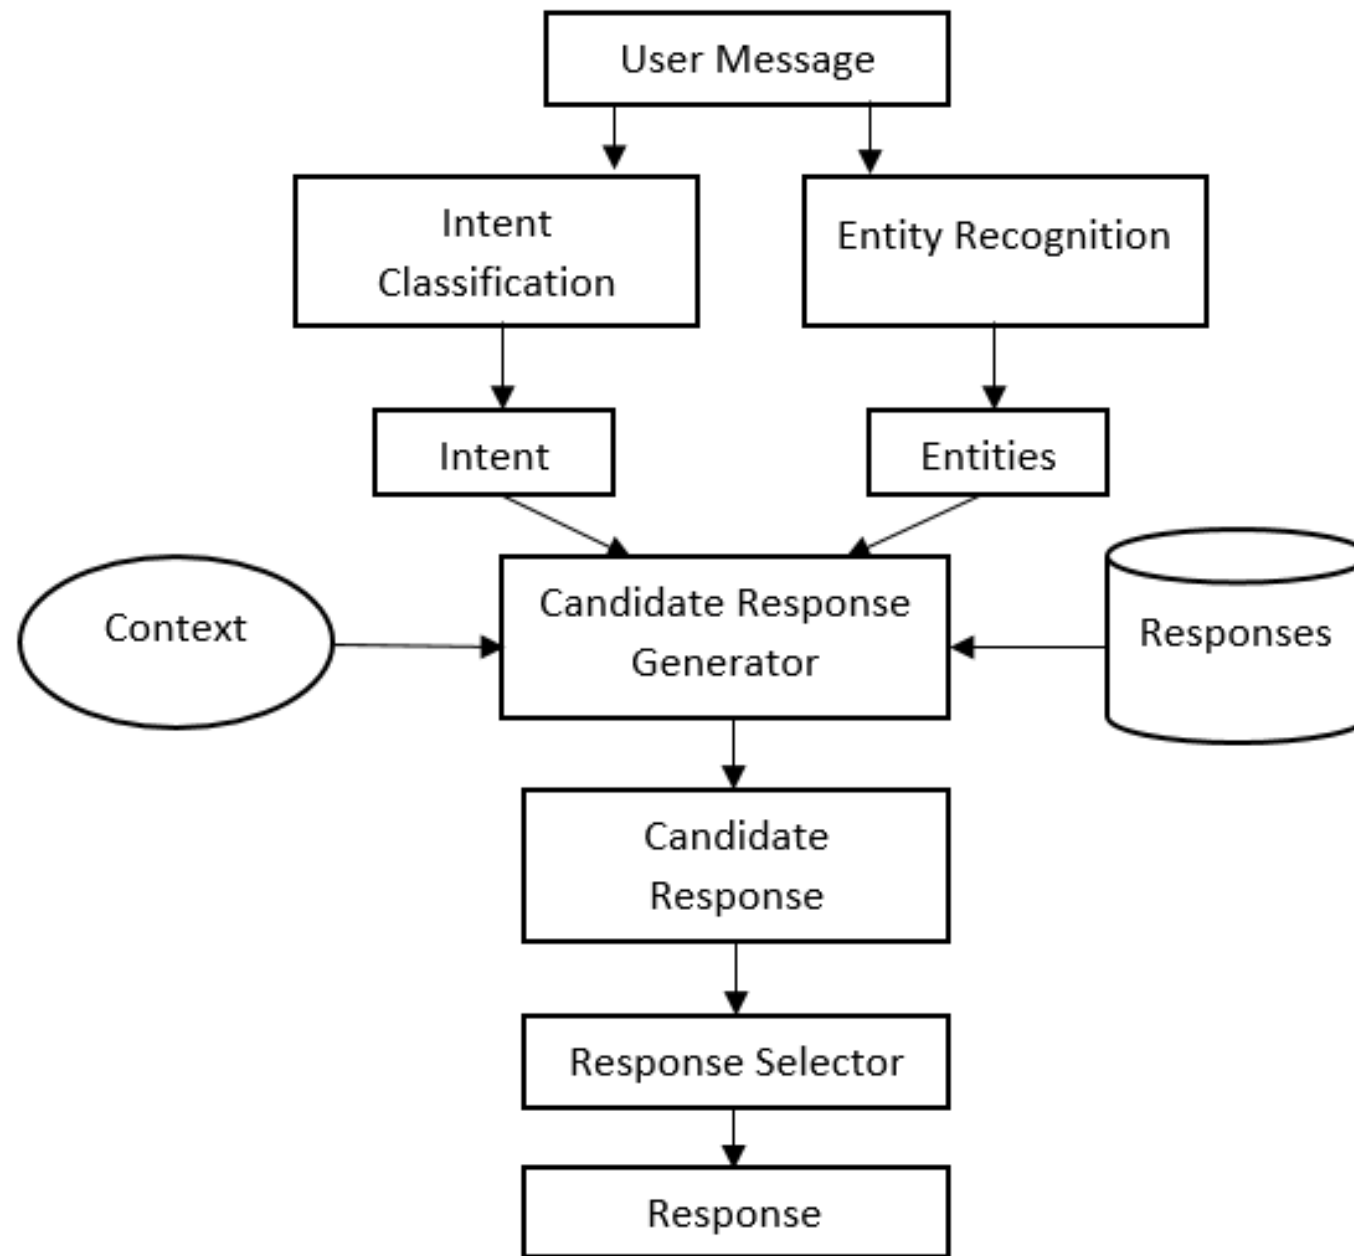 User Message
Intent
Classification
Entity Recognition
Intent
Entities
Context
Candidate Response
Generator
Responses
Candidate
Response
Response Selector
Response